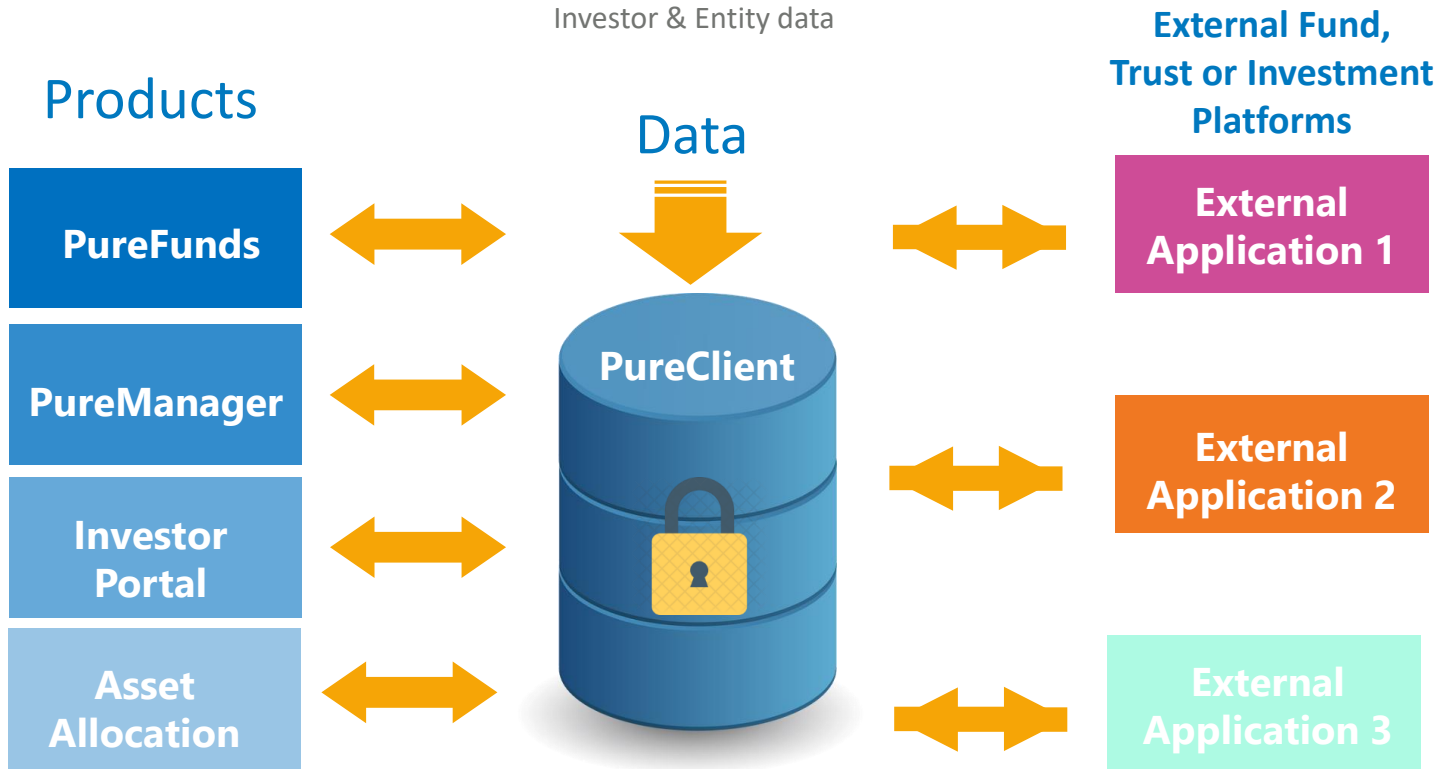 Investor & Entity data
Products
Data
External Fund,
Trust or Investment
Platforms
PureFunds
PureManager
Investor
Portal
Asset
Allocation
PureClient
External
Application 1
External
Application 2
External
Application 3